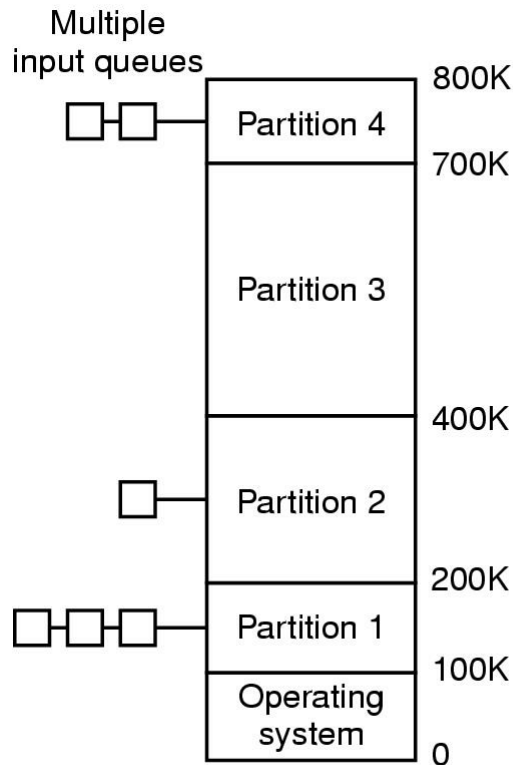 Multiple
input queues
800K
Partition 4
700K
Partition 3
400K
Partition 2
200K
Partition 1
100K
Operating
system
0